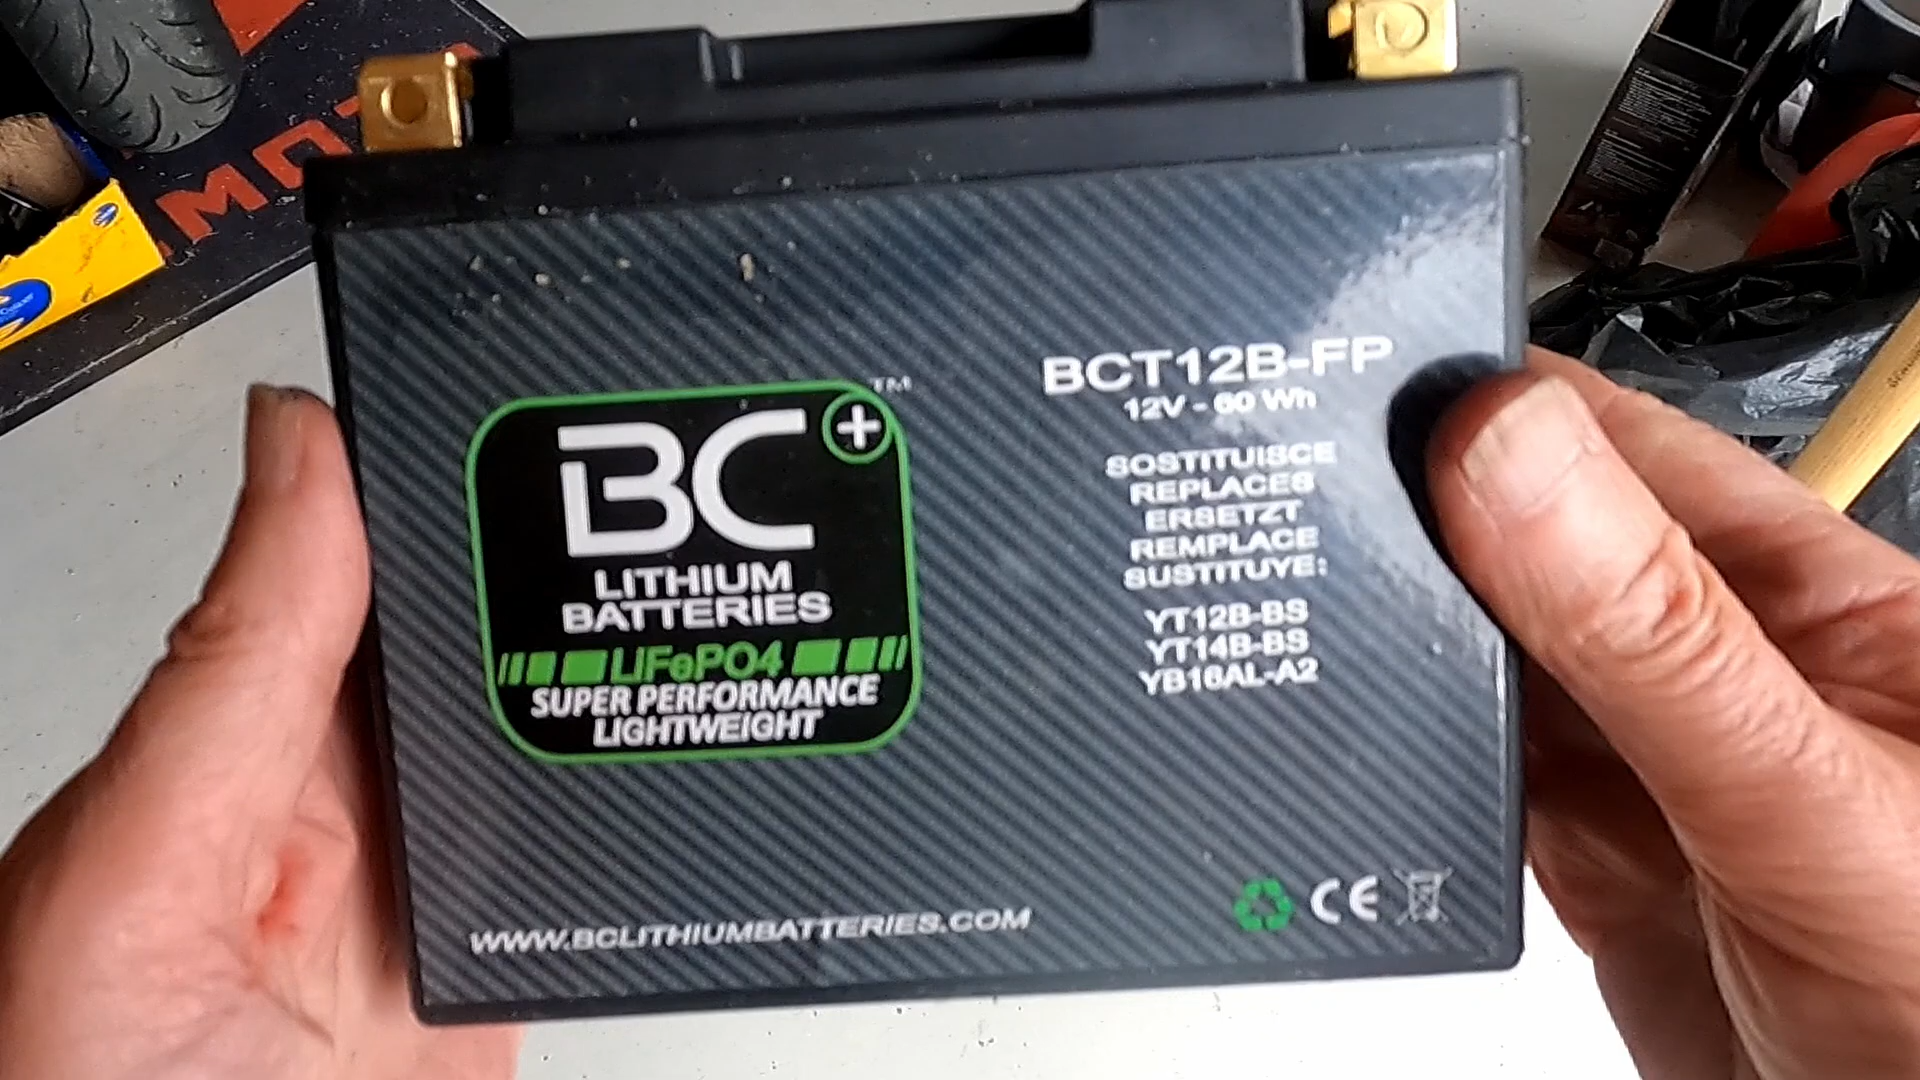 MOT
BCT12B-FP
12V - 60 Wh
TM
BC+
LITHIUM
BATTERIES
LiFePO4
SUPER PERFORMANCE
LIGHTWEIGHT
SOSTITUISCE
REPLACES
ERSETZT
REMPLACE
SUSTITUYE:
YT12B-BS
YT14B-BS
YB16AL-A2
WWW.BCLITHIUMBATTERIES.COM
CE